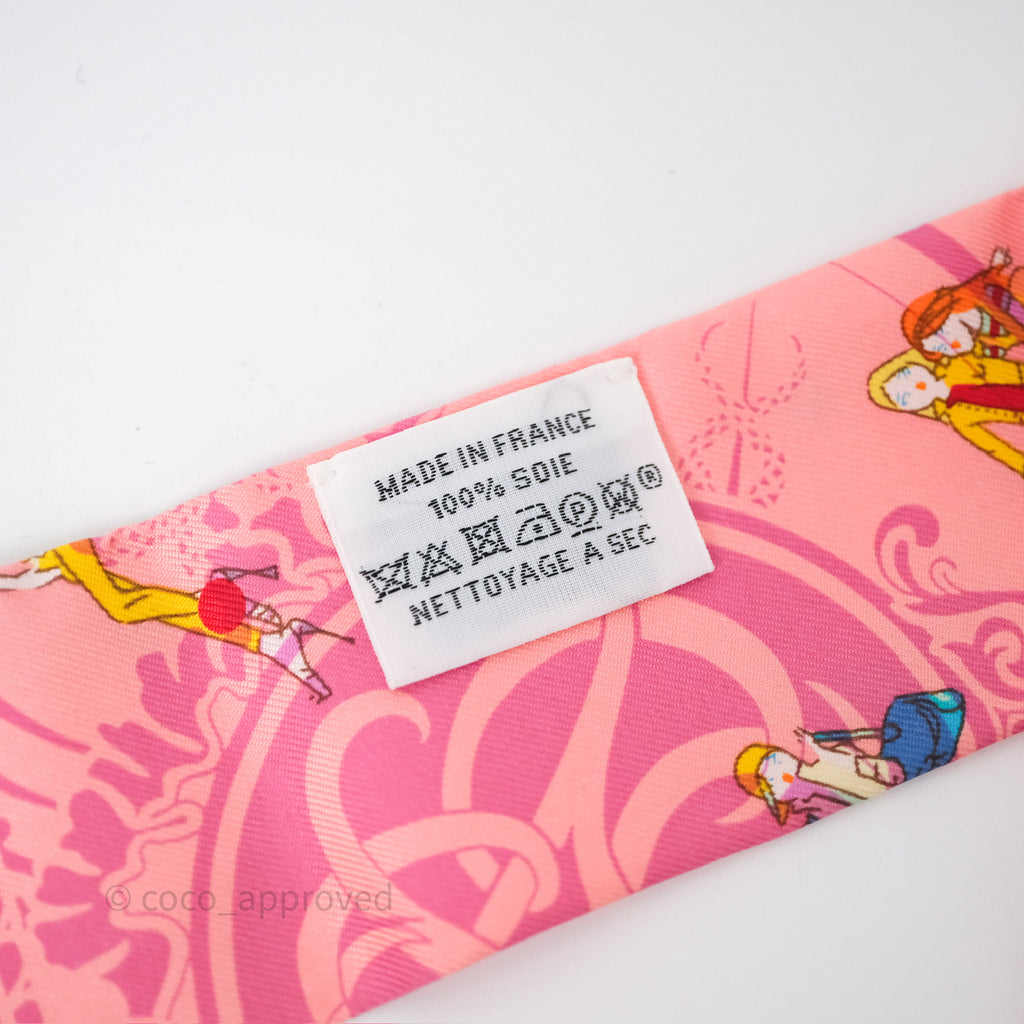 MADE IN FRANCE
100% SOIE
P ®
NETTOYAGE A SEC
© coco_approved